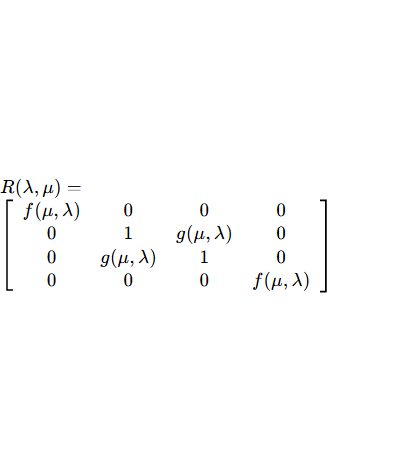 R(λ, μ) =
f(μ, λ) 0 0 0
0 1 g(μ, λ) 0
0 g(μ, λ) 1 0
0 0 0 f(μ, λ)